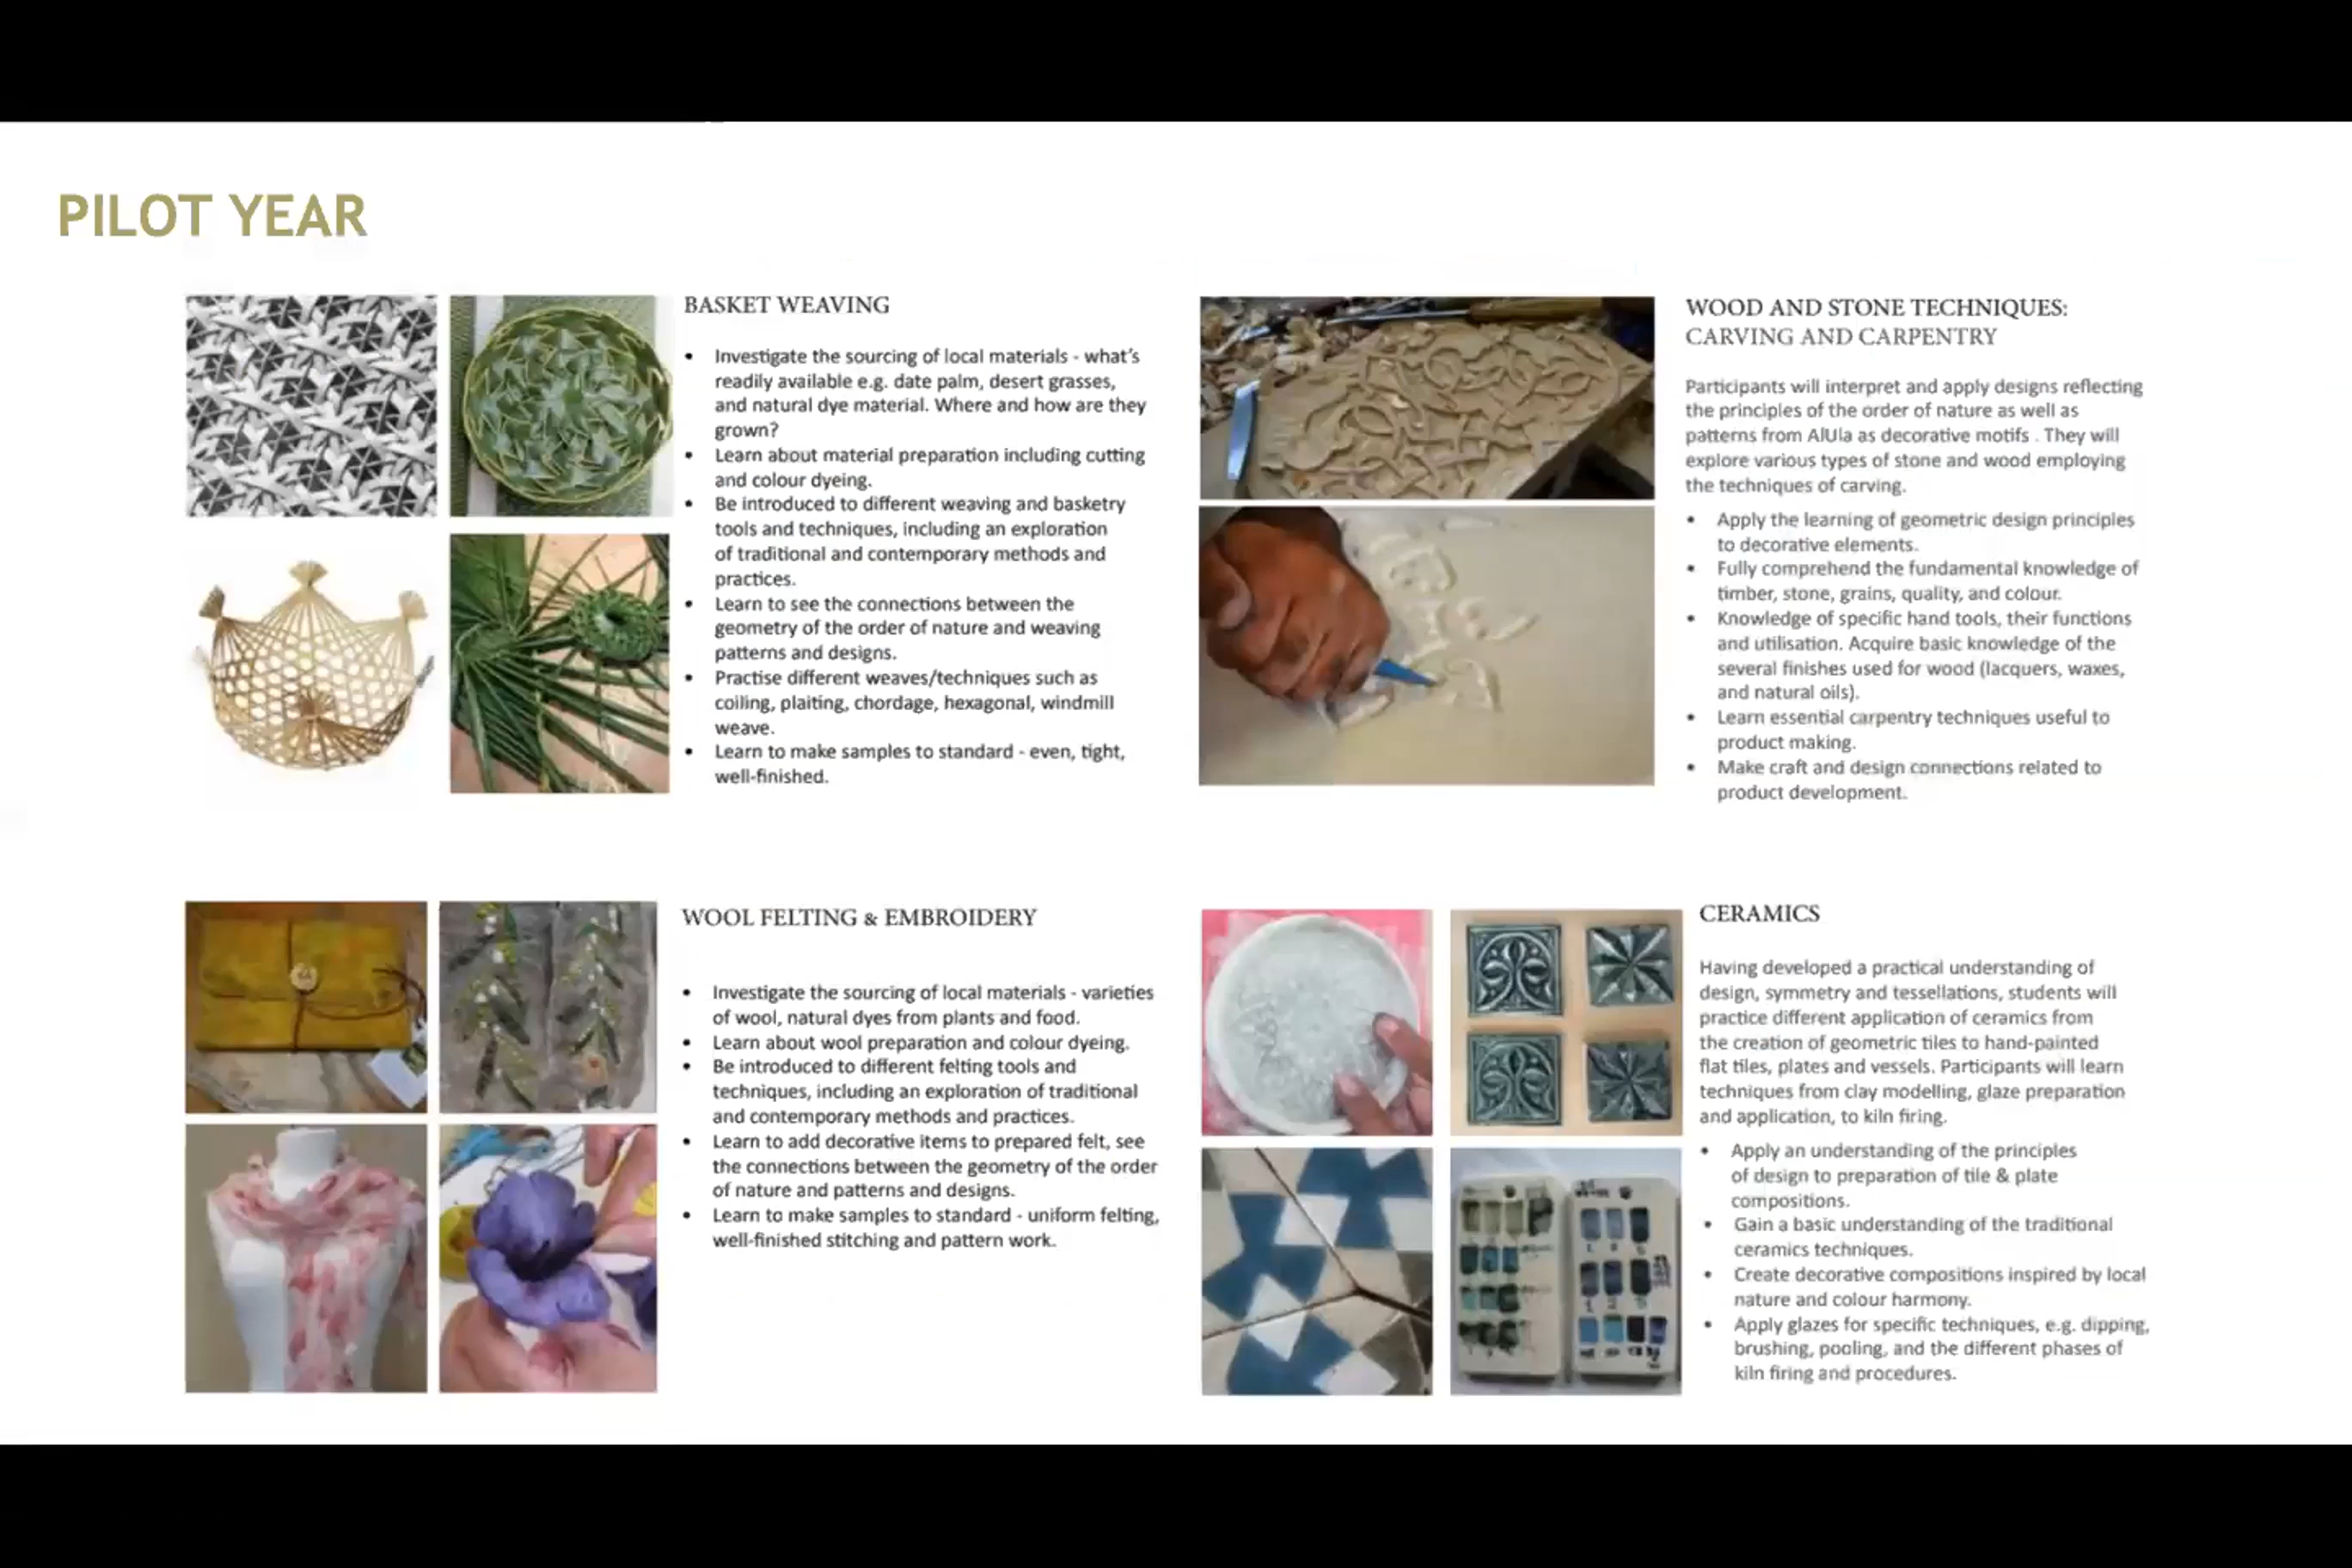 PILOT YEAR
BASKET WEAVING
• Investigate the sourcing of local materials - what's
readily available e.g. date palm, desert grasses,
and natural dye material. Where and how are they
grown?
• Learn about material preparation including cutting
and colour dyeing.
• Be introduced to different weaving and basketry
tools and techniques, including an exploration
of traditional and contemporary methods and
practices.
• Learn to see the connections between the
geometry of the order of nature and weaving
patterns and designs.
• Practise different weaves/techniques such as
coiling, plaiting, chordage, hexagonal, windmill
weave.
• Learn to make samples to standard - even, tight,
well-finished.
WOOD AND STONE TECHNIQUES:
CARVING AND CARPENTRY
Participants will interpret and apply designs reflecting
the principles of the order of nature as well as
patterns from AlUla as decorative motifs . They will
explore various types of stone and wood employing
the techniques of carving.
• Apply the learning of geometric design principles
to decorative elements.
• Fully comprehend the fundamental knowledge of
timber, stone, grains, quality, and colour.
• Knowledge of specific hand tools, their functions
and utilisation. Acquire basic knowledge of the
several finishes used for wood (lacquers, waxes,
and natural oils).
• Learn essential carpentry techniques useful to
product making.
• Make craft and design connections related to
product development.
WOOL FELTING & EMBROIDERY
• Investigate the sourcing of local materials - varieties
of wool, natural dyes from plants and food.
• Learn about wool preparation and colour dyeing.
• Be introduced to different felting tools and
techniques, including an exploration of traditional
and contemporary methods and practices.
• Learn to add decorative items to prepared felt, see
the connections between the geometry of the order
of nature and patterns and designs.
• Learn to make samples to standard - uniform felting,
well-finished stitching and pattern work.
CERAMICS
Having developed a practical understanding of
design, symmetry and tessellations, students will
practice different application of ceramics from
the creation of geometric tiles to hand-painted
flat tiles, plates and vessels. Participants will learn
techniques from clay modelling, glaze preparation
and application, to kiln firing.
• Apply an understanding of the principles
of design to preparation of tile & plate
compositions.
• Gain a basic understanding of the traditional
ceramics techniques.
• Create decorative compositions inspired by local
nature and colour harmony.
• Apply glazes for specific techniques, e.g. dipping,
brushing, pooling, and the different phases of
kiln firing and procedures.